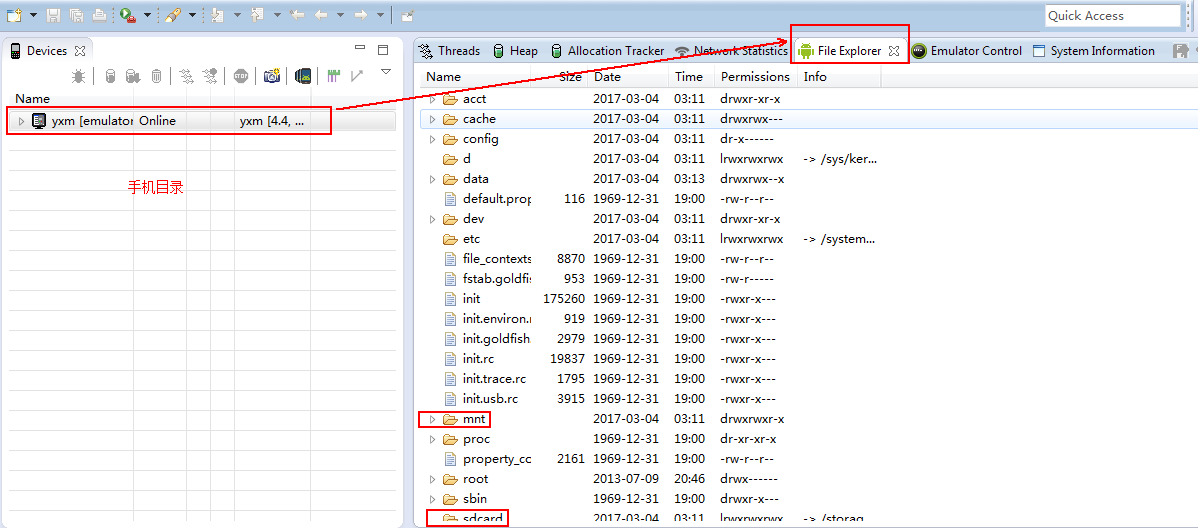 Quick Access
Devices
Name
yxm [emulator Online yxm [4.4, ...
手机目录
Threads Heap Allocation Tracker Network Statistics File Explorer Emulator Control System Information
Name Size Date Time Permissions Info
acct 2017-03-04 03:11 drwxr-xr-x
cache 2017-03-04 03:11 drwxrwx---
config 2017-03-04 03:11 dr-x------
d 2017-03-04 03:11 lrwxrwxrwx -> /sys/ker...
data 2017-03-04 03:13 drwxrwx--x
default.prop 116 1969-12-31 19:00 -rw-r--r--
dev 2017-03-04 03:11 drwxr-xr-x
etc 2017-03-04 03:11 lrwxrwxrwx -> /system...
file_contexts 8870 1969-12-31 19:00 -rw-r--r--
fstab.goldfis 953 1969-12-31 19:00 -rw-r-----
init 175260 1969-12-31 19:00 -rwxr-x---
init.environ.r 919 1969-12-31 19:00 -rwxr-x---
init.goldfish. 2979 1969-12-31 19:00 -rwxr-x---
init.rc 19837 1969-12-31 19:00 -rwxr-x---
init.trace.rc 1795 1969-12-31 19:00 -rwxr-x---
init.usb.rc 3915 1969-12-31 19:00 -rwxr-x---
mnt 2017-03-04 03:11 drwxrwxr-x
proc 1969-12-31 19:00 dr-xr-xr-x
property_co 2161 1969-12-31 19:00 -rw-r--r--
root 2013-07-09 20:46 drwx------
sbin 1969-12-31 19:00 drwxr-x---
sdcard 2017-03-04 03:11 lrwxrwxrwx -> /storag